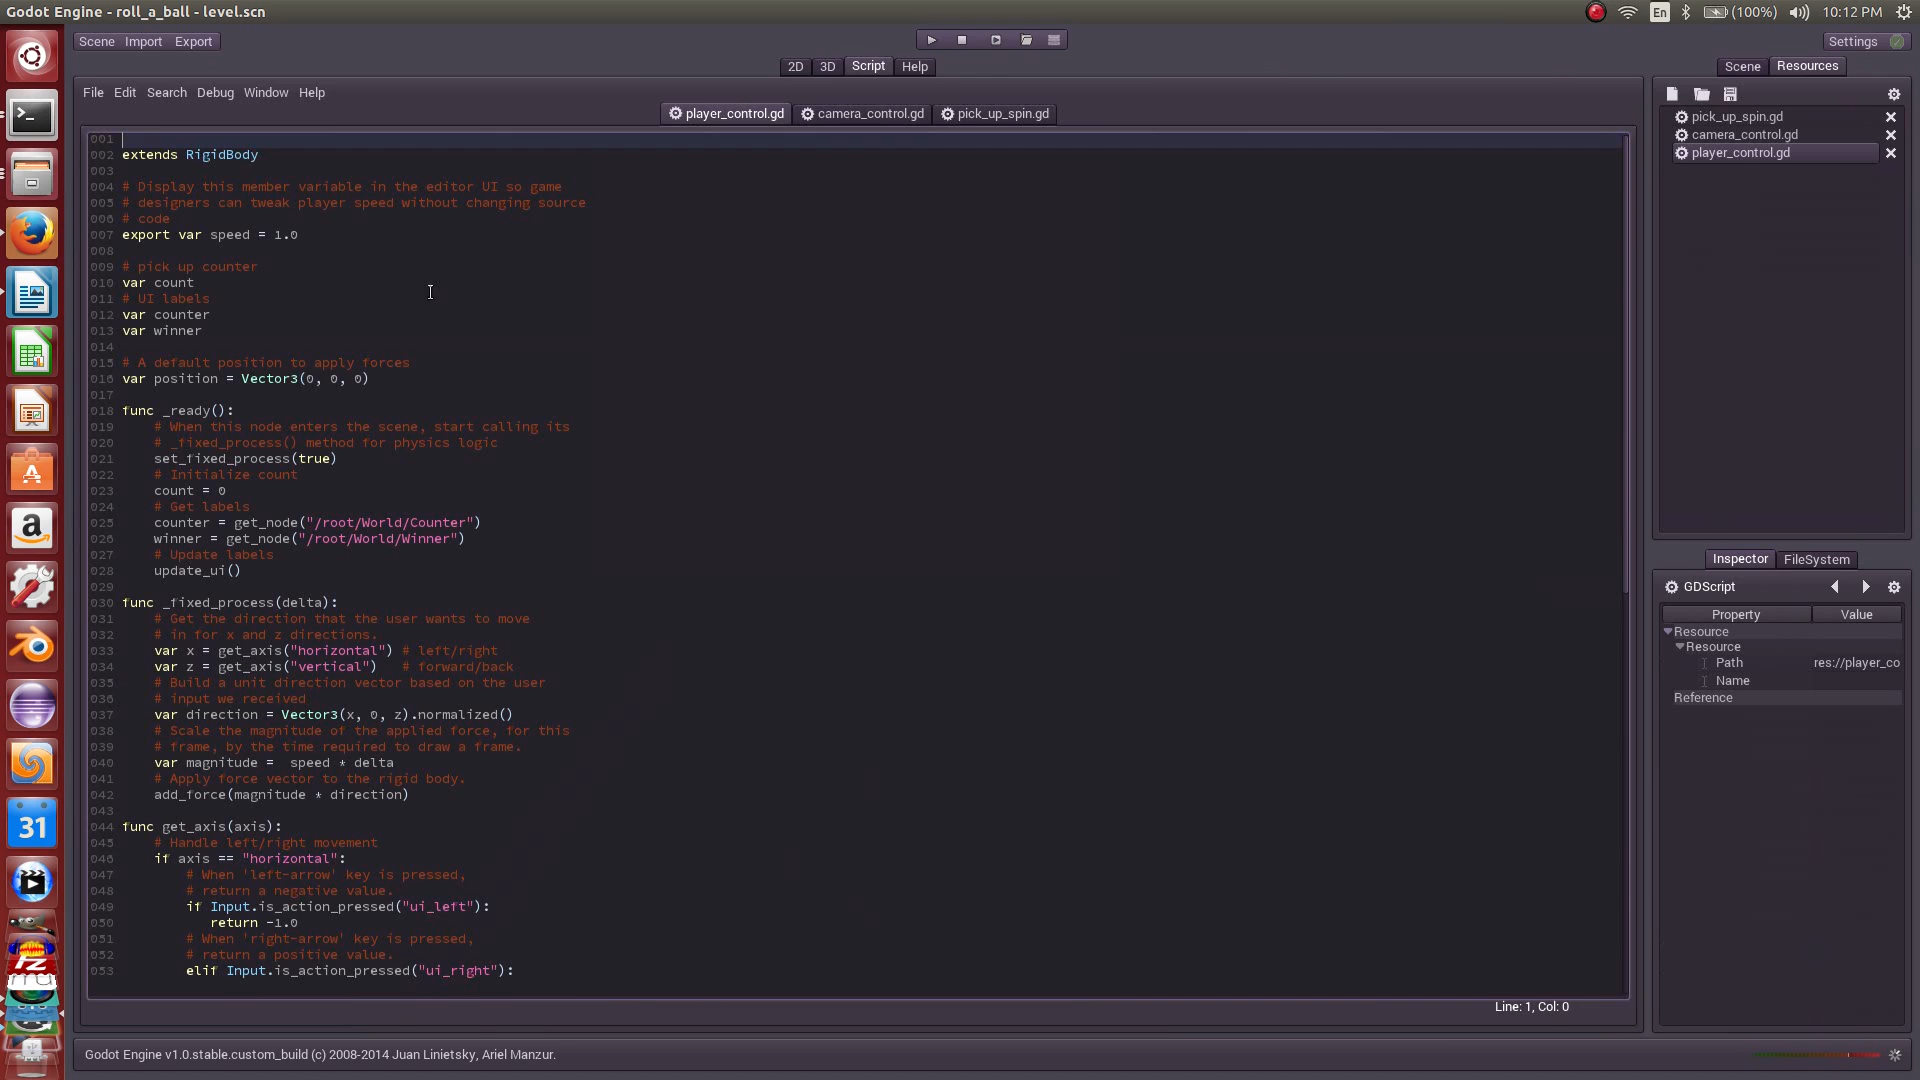 Godot Engine - roll_a_ball - level.scn
En (100%) 10:12 PM
Scene Import Export
Settings
2D 3D Script Help
Scene Resources
File Edit Search Debug Window Help
player_control.gd camera_control.gd pick_up_spin.gd
001
002 extends RigidBody
003
004 # Display this member variable in the editor UI so game
005 # designers can tweak player speed without changing source
006 # code
007 export var speed = 1.0
008
009 # pick up counter
010 var count
011 # UI labels
012 var counter
013 var winner
014
015 # A default position to apply forces
016 var position = Vector3(0, 0, 0)
017
018 func _ready():
019     # When this node enters the scene, start calling its
020     # _fixed_process() method for physics logic
021     set_fixed_process(true)
022     # Initialize count
023     count = 0
024     # Get labels
025     counter = get_node("/root/World/Counter")
026     winner = get_node("/root/World/Winner")
027     # Update labels
028     update_ui()
029
030 func _fixed_process(delta):
031     # Get the direction that the user wants to move
032     # in for x and z directions.
033     var x = get_axis("horizontal") # left/right
034     var z = get_axis("vertical")   # forward/back
035     # Build a unit direction vector based on the user
036     # input we received
037     var direction = Vector3(x, 0, z).normalized()
038     # Scale the magnitude of the applied force, for this
039     # frame, by the time required to draw a frame.
040     var magnitude =  speed * delta
041     # Apply force vector to the rigid body.
042     add_force(magnitude * direction)
043
044 func get_axis(axis):
045     # Handle left/right movement
046     if axis == "horizontal":
047         # When 'left-arrow' key is pressed,
048         # return a negative value.
049         if Input.is_action_pressed("ui_left"):
050            return -1.0
051         # When 'right-arrow' key is pressed,
052         # return a positive value.
053         elif Input.is_action_pressed("ui_right"):
Line: 1, Col: 0
pick_up_spin.gd
camera_control.gd
player_control.gd
Inspector FileSystem
GDScript
Property Value
Resource
Resource
Path res://player_co
Name
Reference
a
31
Fz
Godot Engine v1.0.stable.custom_build (c) 2008-2014 Juan Linietsky, Ariel Manzur.